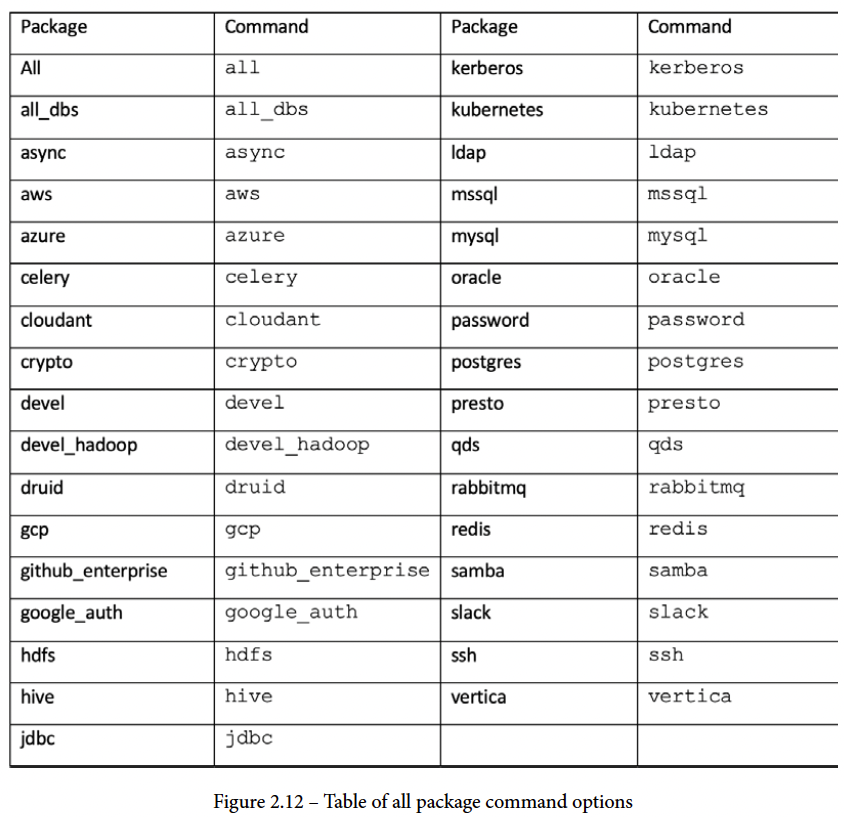 Package Command Package Command
All all kerberos kerberos
all_dbs all_dbs kubernetes kubernetes
async async ldap ldap
aws aws mssql mssql
azure azure mysql mysql
celery celery oracle oracle
cloudant cloudant password password
crypto crypto postgres postgres
devel devel presto presto
devel_hadoop devel_hadoop qds qds
druid druid rabbitmq rabbitmq
gcp gcp redis redis
github_enterprise github_enterprise samba samba
google_auth google_auth slack slack
hdfs hdfs ssh ssh
hive hive vertica vertica
jdbc jdbc
Figure 2.12 – Table of all package command options